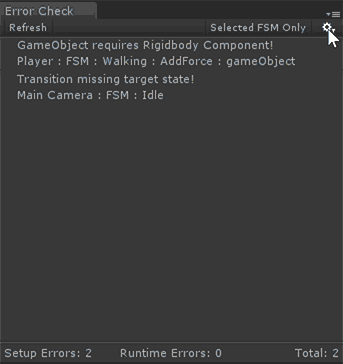 Error Check
Refresh Selected FSM Only
GameObject requires Rigidbody Component!
Player : FSM : Walking : AddForce : gameObject
Transition missing target state!
Main Camera : FSM : Idle
Setup Errors: 2 Runtime Errors: 0 Total: 2